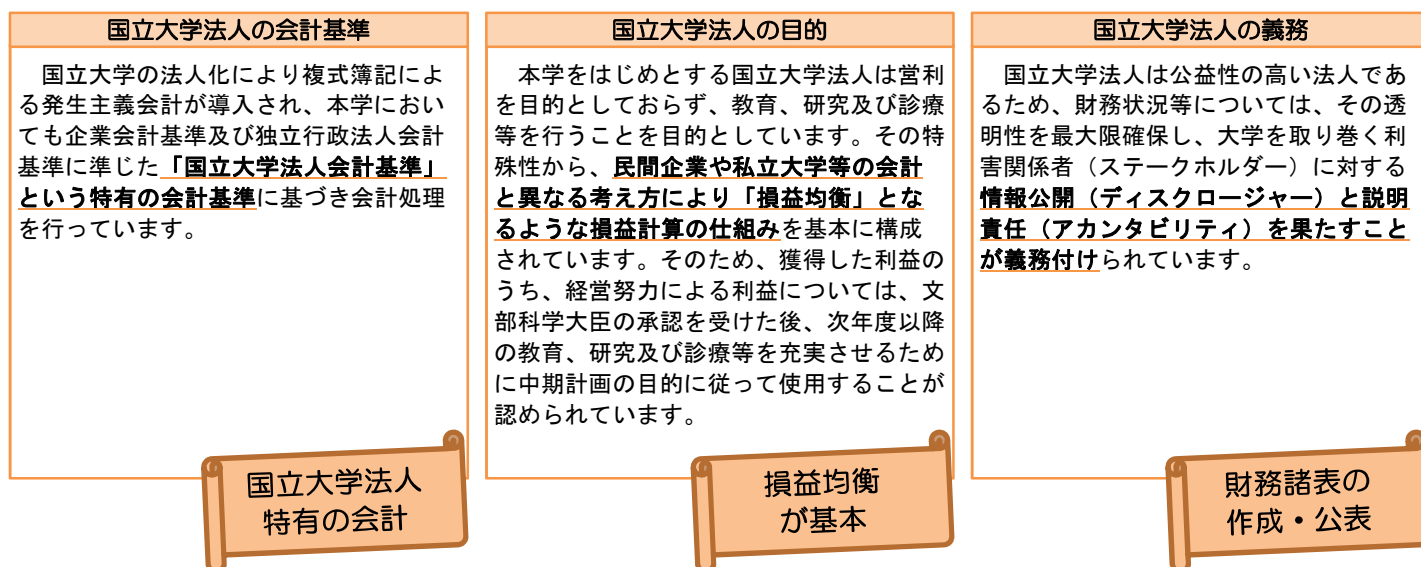 国立大学法人の会計基準
国立大学の法人化により複式簿記によ
る発生主義会計が導入され、本学におい
ても企業会計基準及び独立行政法人会計
基準に準じた「国立大学法人会計基準」
という特有の会計基準に基づき会計処理
を行っています。
国立大学法人
特有の会計
国立大学法人の目的
本学をはじめとする国立大学法人は営利
を目的としておらず、教育、研究及び診療
等を行うことを目的としています。その特
殊性から、民間企業や私立大学等の会計
と異なる考え方により「損益均衡」とな
るような損益計算の仕組みを基本に構成
されています。そのため、獲得した利益の
うち、経営努力による利益については、文
部科学大臣の承認を受けた後、次年度以降
の教育、研究及び診療等を充実させるため
に中期計画の目的に従って使用することが
認められています。
損益均衡
が基本
国立大学法人の義務
国立大学法人は公益性の高い法人であ
るため、財務状況等については、その透
明性を最大限確保し、大学を取り巻く利
害関係者（ステークホルダー）に対する
情報公開（ディスクロージャー）と説明
責任（アカンタビリティ）を果たすこと
が義務付けられています。
財務諸表の
作成・公表